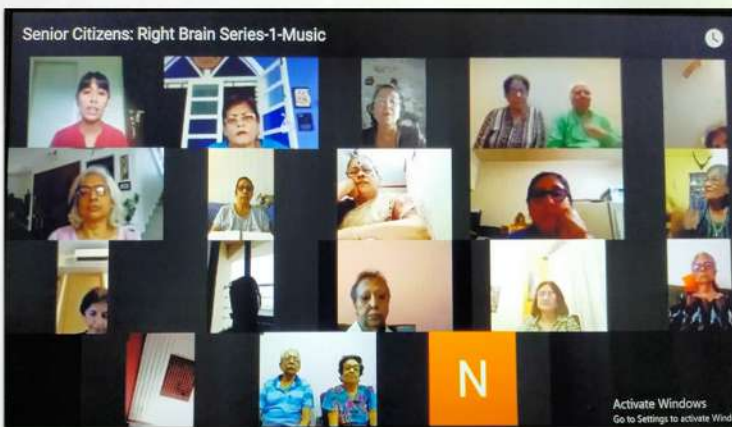 Senior Citizens: Right Brain Series-1-Music
N
Activate Windows
Go to Settings to activate Wind